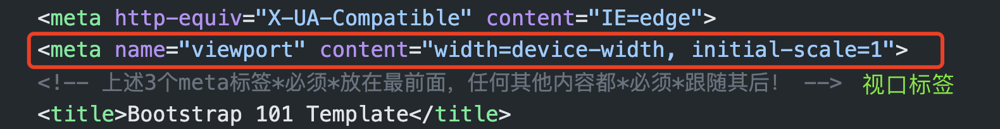 <meta http-equiv="X-UA-Compatible" content="IE=edge">
<meta name="viewport" content="width=device-width, initial-scale=1">
<!-- 上述3个meta标签*必须*放在最前面，任何其他内容都*必须*跟随其后！ --> 视口标签
<title>Bootstrap 101 Template</title>